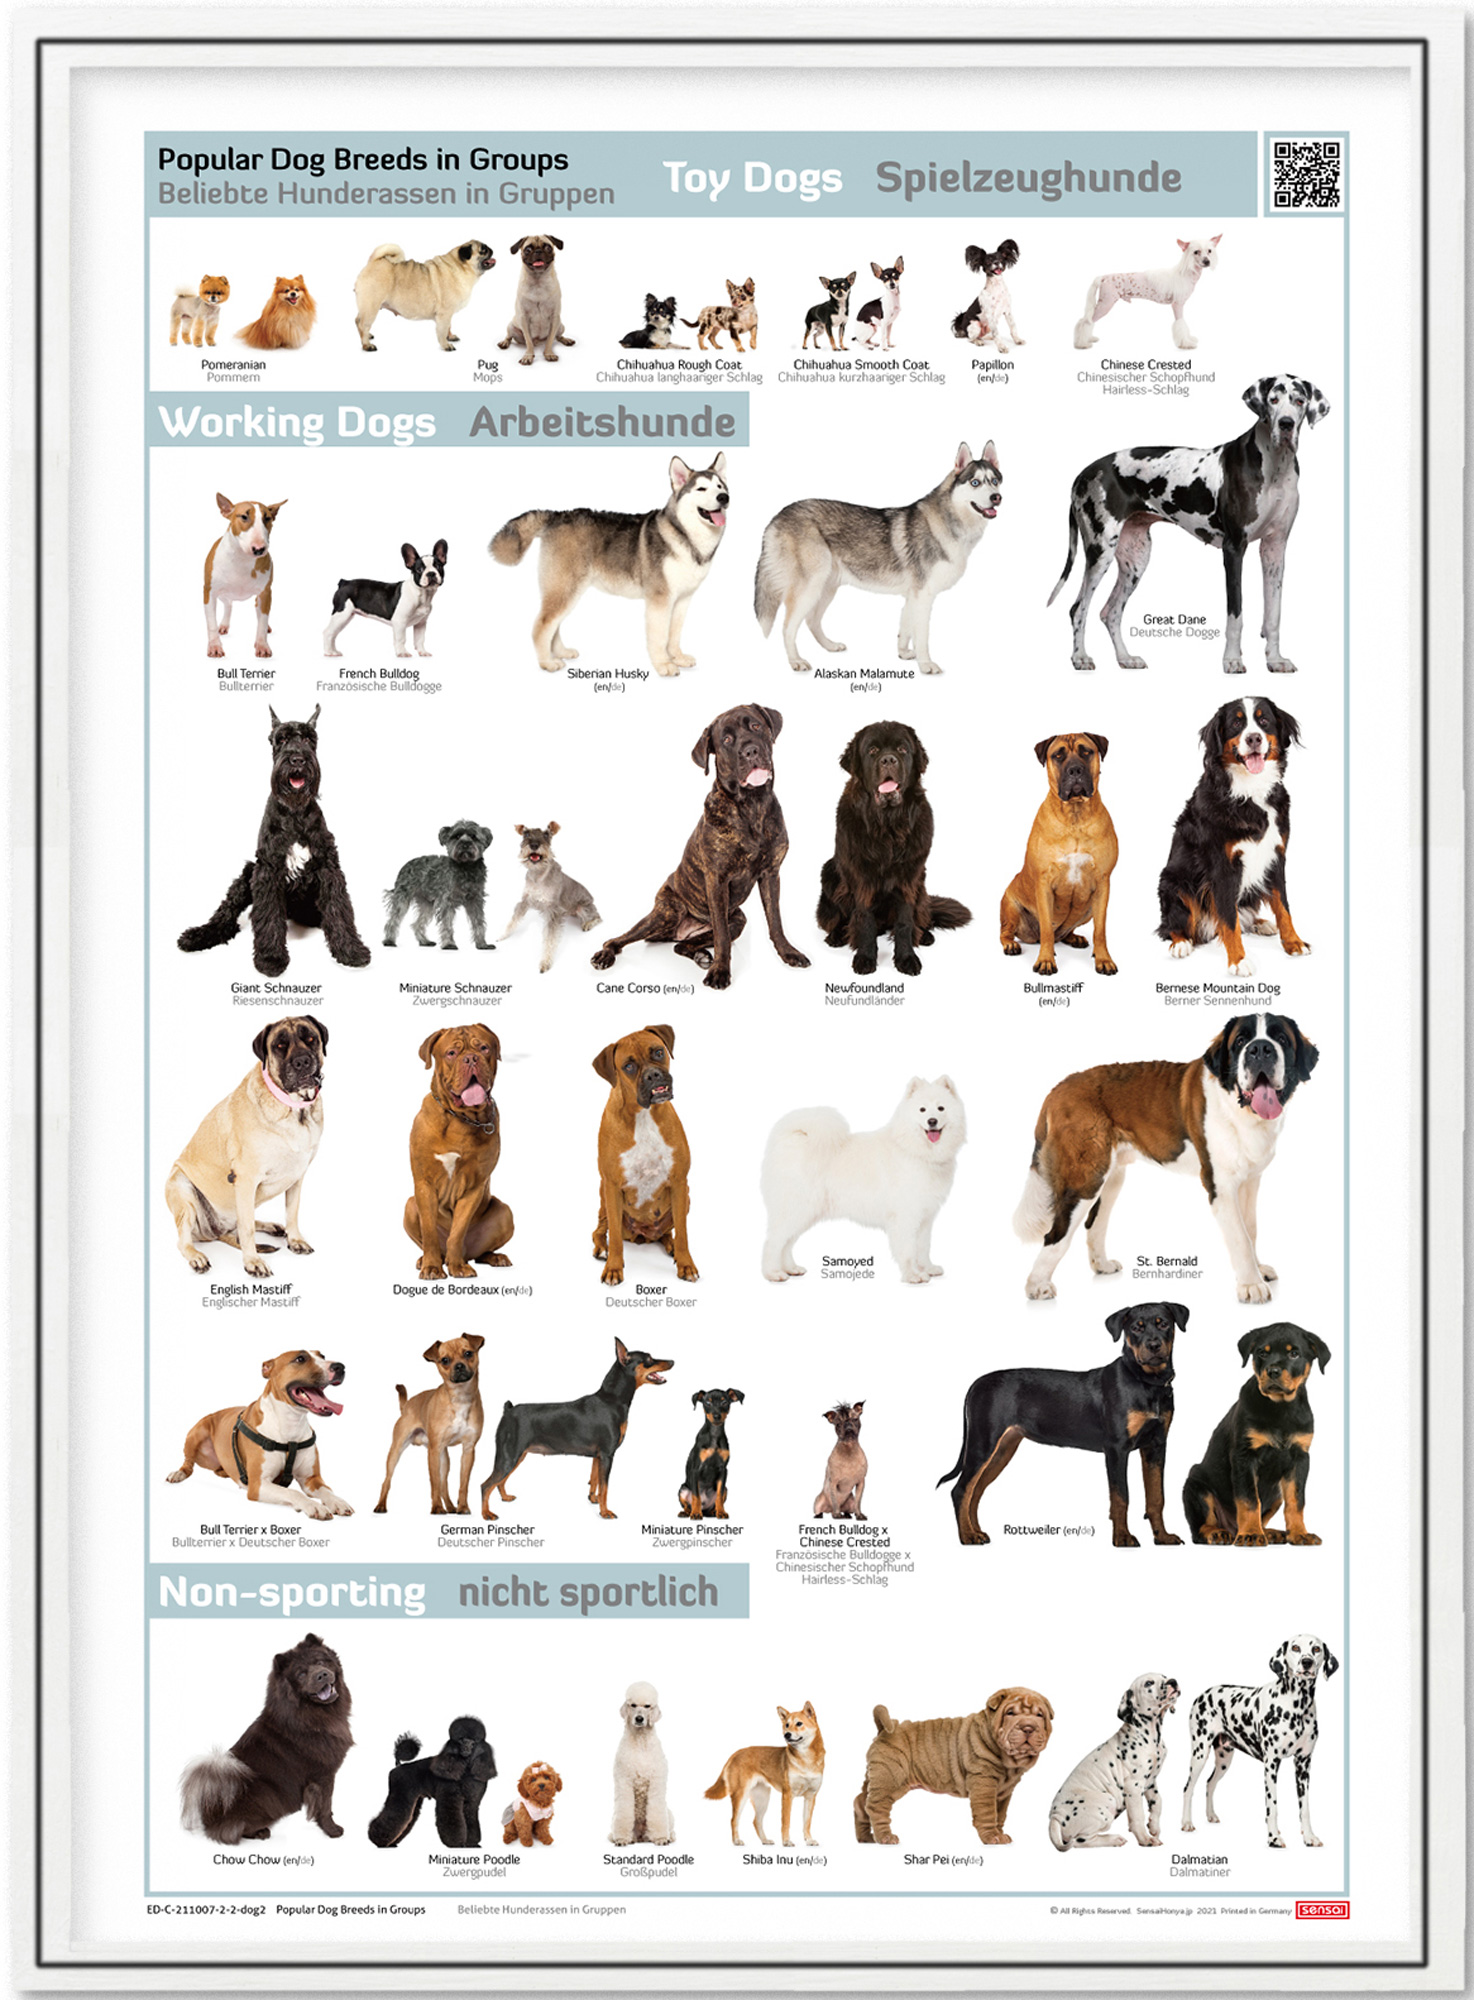 Popular Dog Breeds in Groups
Beliebte Hunderassen in Gruppen
Toy Dogs Spielzeughunde
Pomeranian
Pommern
Pug
Mops
Chihuahua Rough Coat
Chihuahua langhaariger Schlag
Chihuahua Smooth Coat
Chihuahua kurzhaariger Schlag
Papillon
(en/de)
Chinese Crested
Chinesischer Schopfhund
Hairless-Schlag
Working Dogs Arbeitshunde
Bull Terrier
Bullterrier
French Bulldog
Französische Bulldogge
Siberian Husky
(en/de)
Alaskan Malamute
(en/de)
Great Dane
Deutsche Dogge
Giant Schnauzer
Riesenschnauzer
Miniature Schnauzer
Zwergschnauzer
Cane Corso (en/de)
Newfoundland
Neufundländer
Bullmastiff
(en/de)
Bernese Mountain Dog
Berner Sennenhund
English Mastiff
Englischer Mastiff
Dogue de Bordeaux (en/de)
Boxer
Deutscher Boxer
Samoyed
Samojede
St. Bernald
Bernhardiner
Bull Terrier x Boxer
Bullterrier x Deutscher Boxer
German Pinscher
Deutscher Pinscher
Miniature Pinscher
Zwergpinscher
French Bulldog x
Chinese Crested
Französische Bulldogge x
Chinesischer Schopfhund
Hairless-Schlag
Rottweiler (en/de)
Non-sporting nicht sportlich
Chow Chow (en/de)
Miniature Poodle
Zwergpudel
Standard Poodle
Großpudel
Shiba Inu (en/de)
Shar Pei (en/de)
Dalmatian
Dalmatiner
ED-C-211007-2-2-dog2 Popular Dog Breeds in Groups Beliebte Hunderassen in Gruppen
© All Rights Reserved. SensaiHonya.jp 2021 Printed in Germany sensai